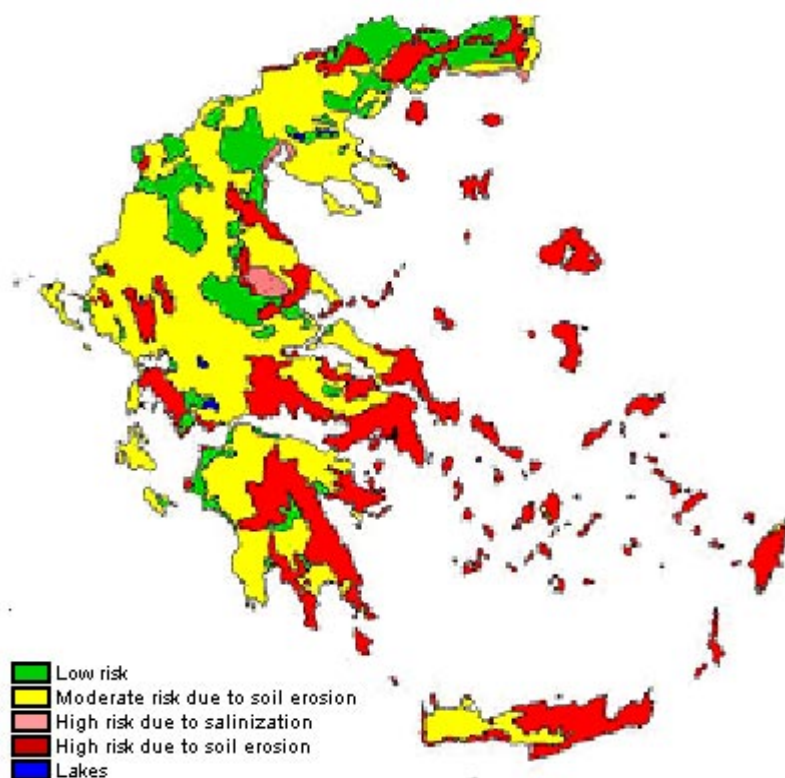 Low risk
Moderate risk due to soil erosion
High risk due to salinization
High risk due to soil erosion
Lakes